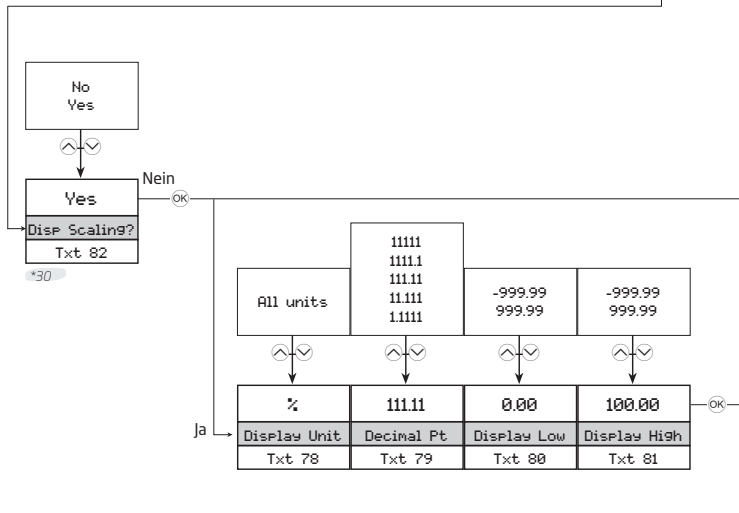 No
Yes
Nein
OK
Yes
Disp Scaling?
Txt 82
*30
All units
11111
1111.1
111.11
11.111
1.1111
-999.99
999.99
-999.99
999.99
Ja
% 111.11 0.00 100.00 OK
Display Unit Decimal Pt Display Low Display High
Txt 78 Txt 79 Txt 80 Txt 81